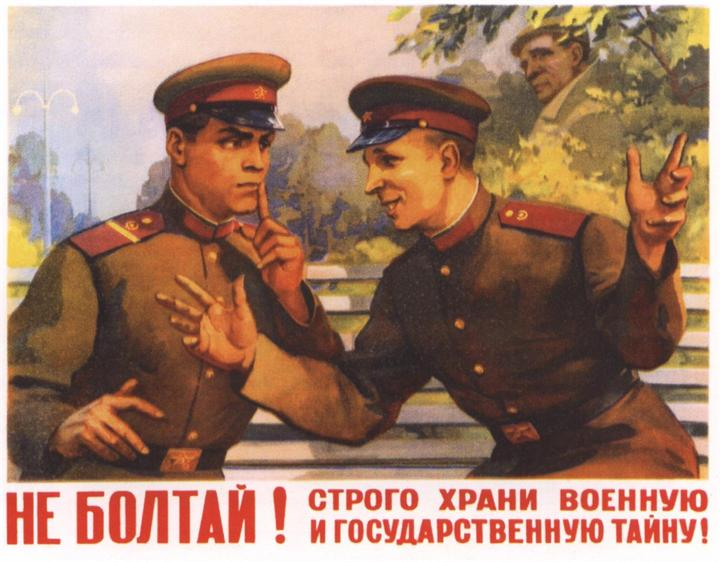 НЕ БОЛТАЙ!
СТРОГО ХРАНИ ВОЕННУЮ
И ГОСУДАРСТВЕННУЮ ТАЙНУ!